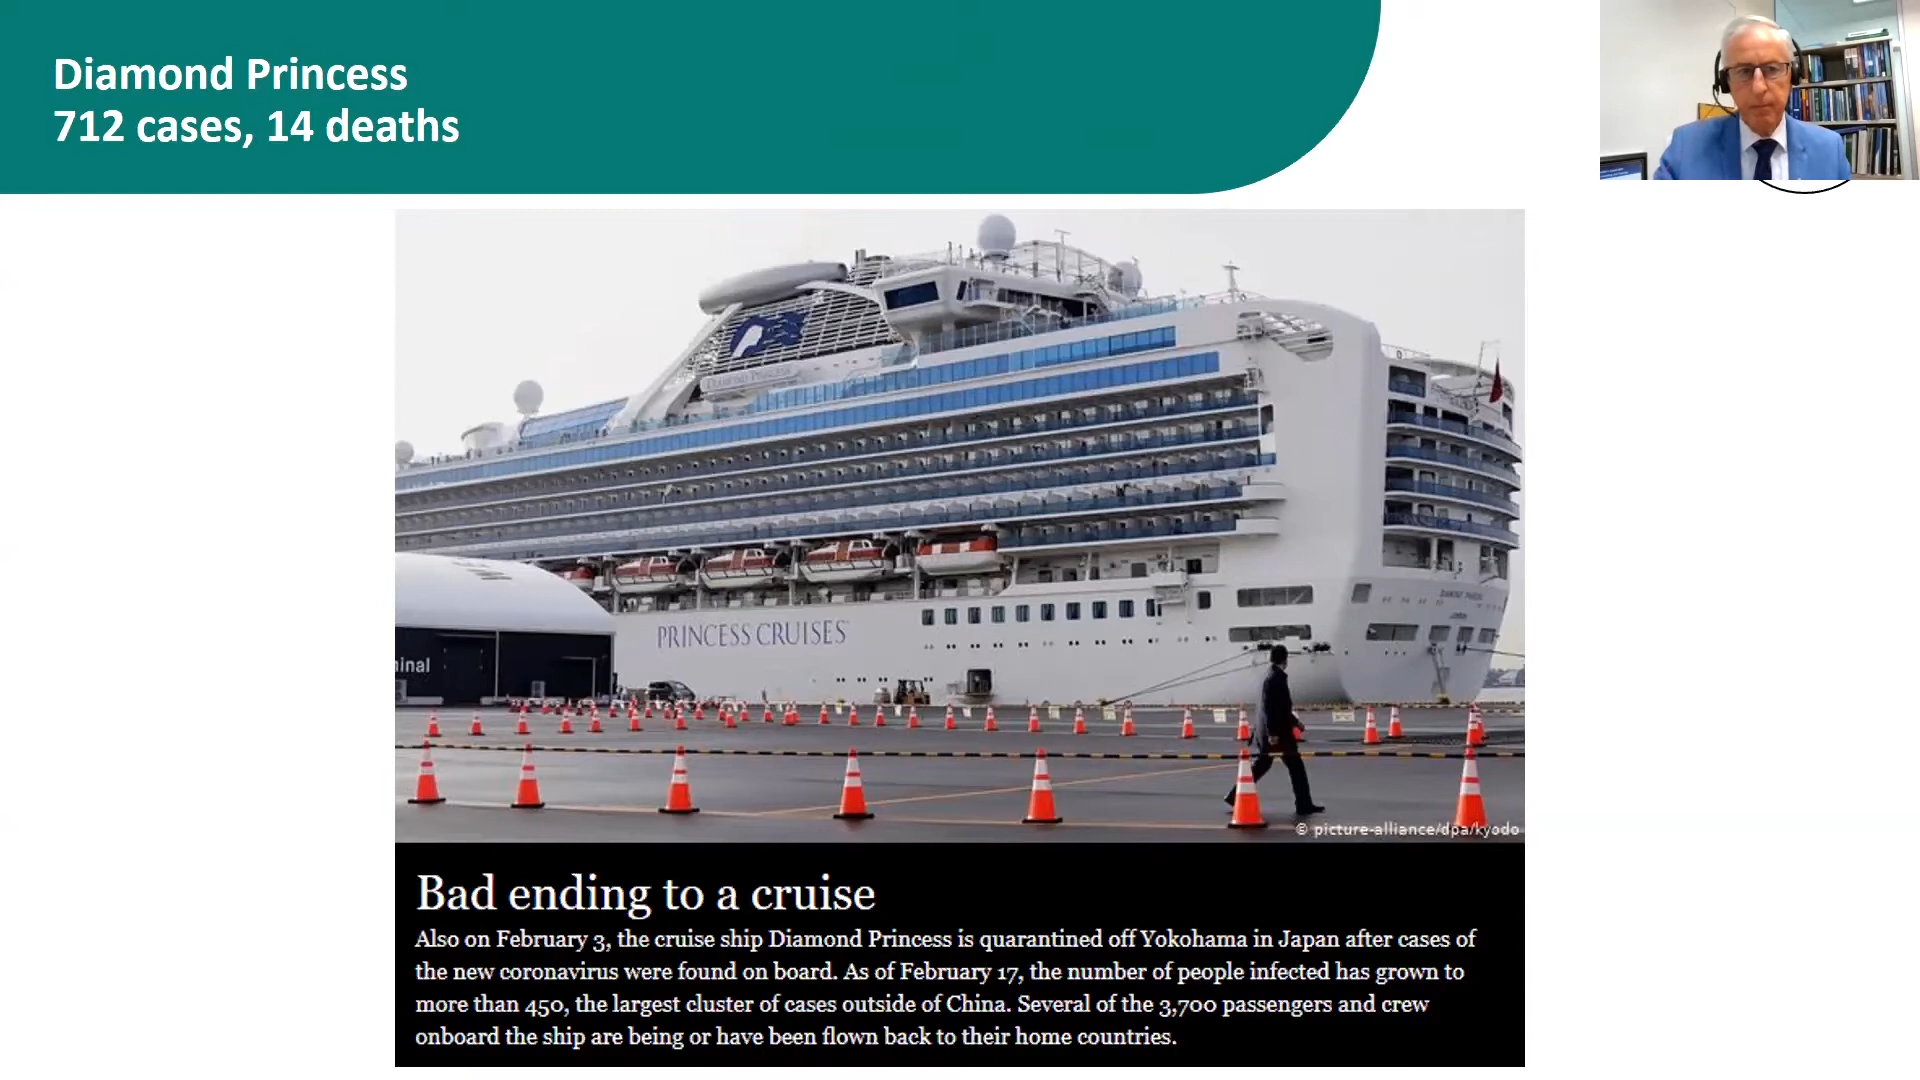 Diamond Princess
712 cases, 14 deaths
DIAMOND PRINCESS
PRINCESS CRUISES
inal
© picture-alliance/dpa/kyodo
Bad ending to a cruise
Also on February 3, the cruise ship Diamond Princess is quarantined off Yokohama in Japan after cases of
the new coronavirus were found on board. As of February 17, the number of people infected has grown to
more than 450, the largest cluster of cases outside of China. Several of the 3,700 passengers and crew
onboard the ship are being or have been flown back to their home countries.